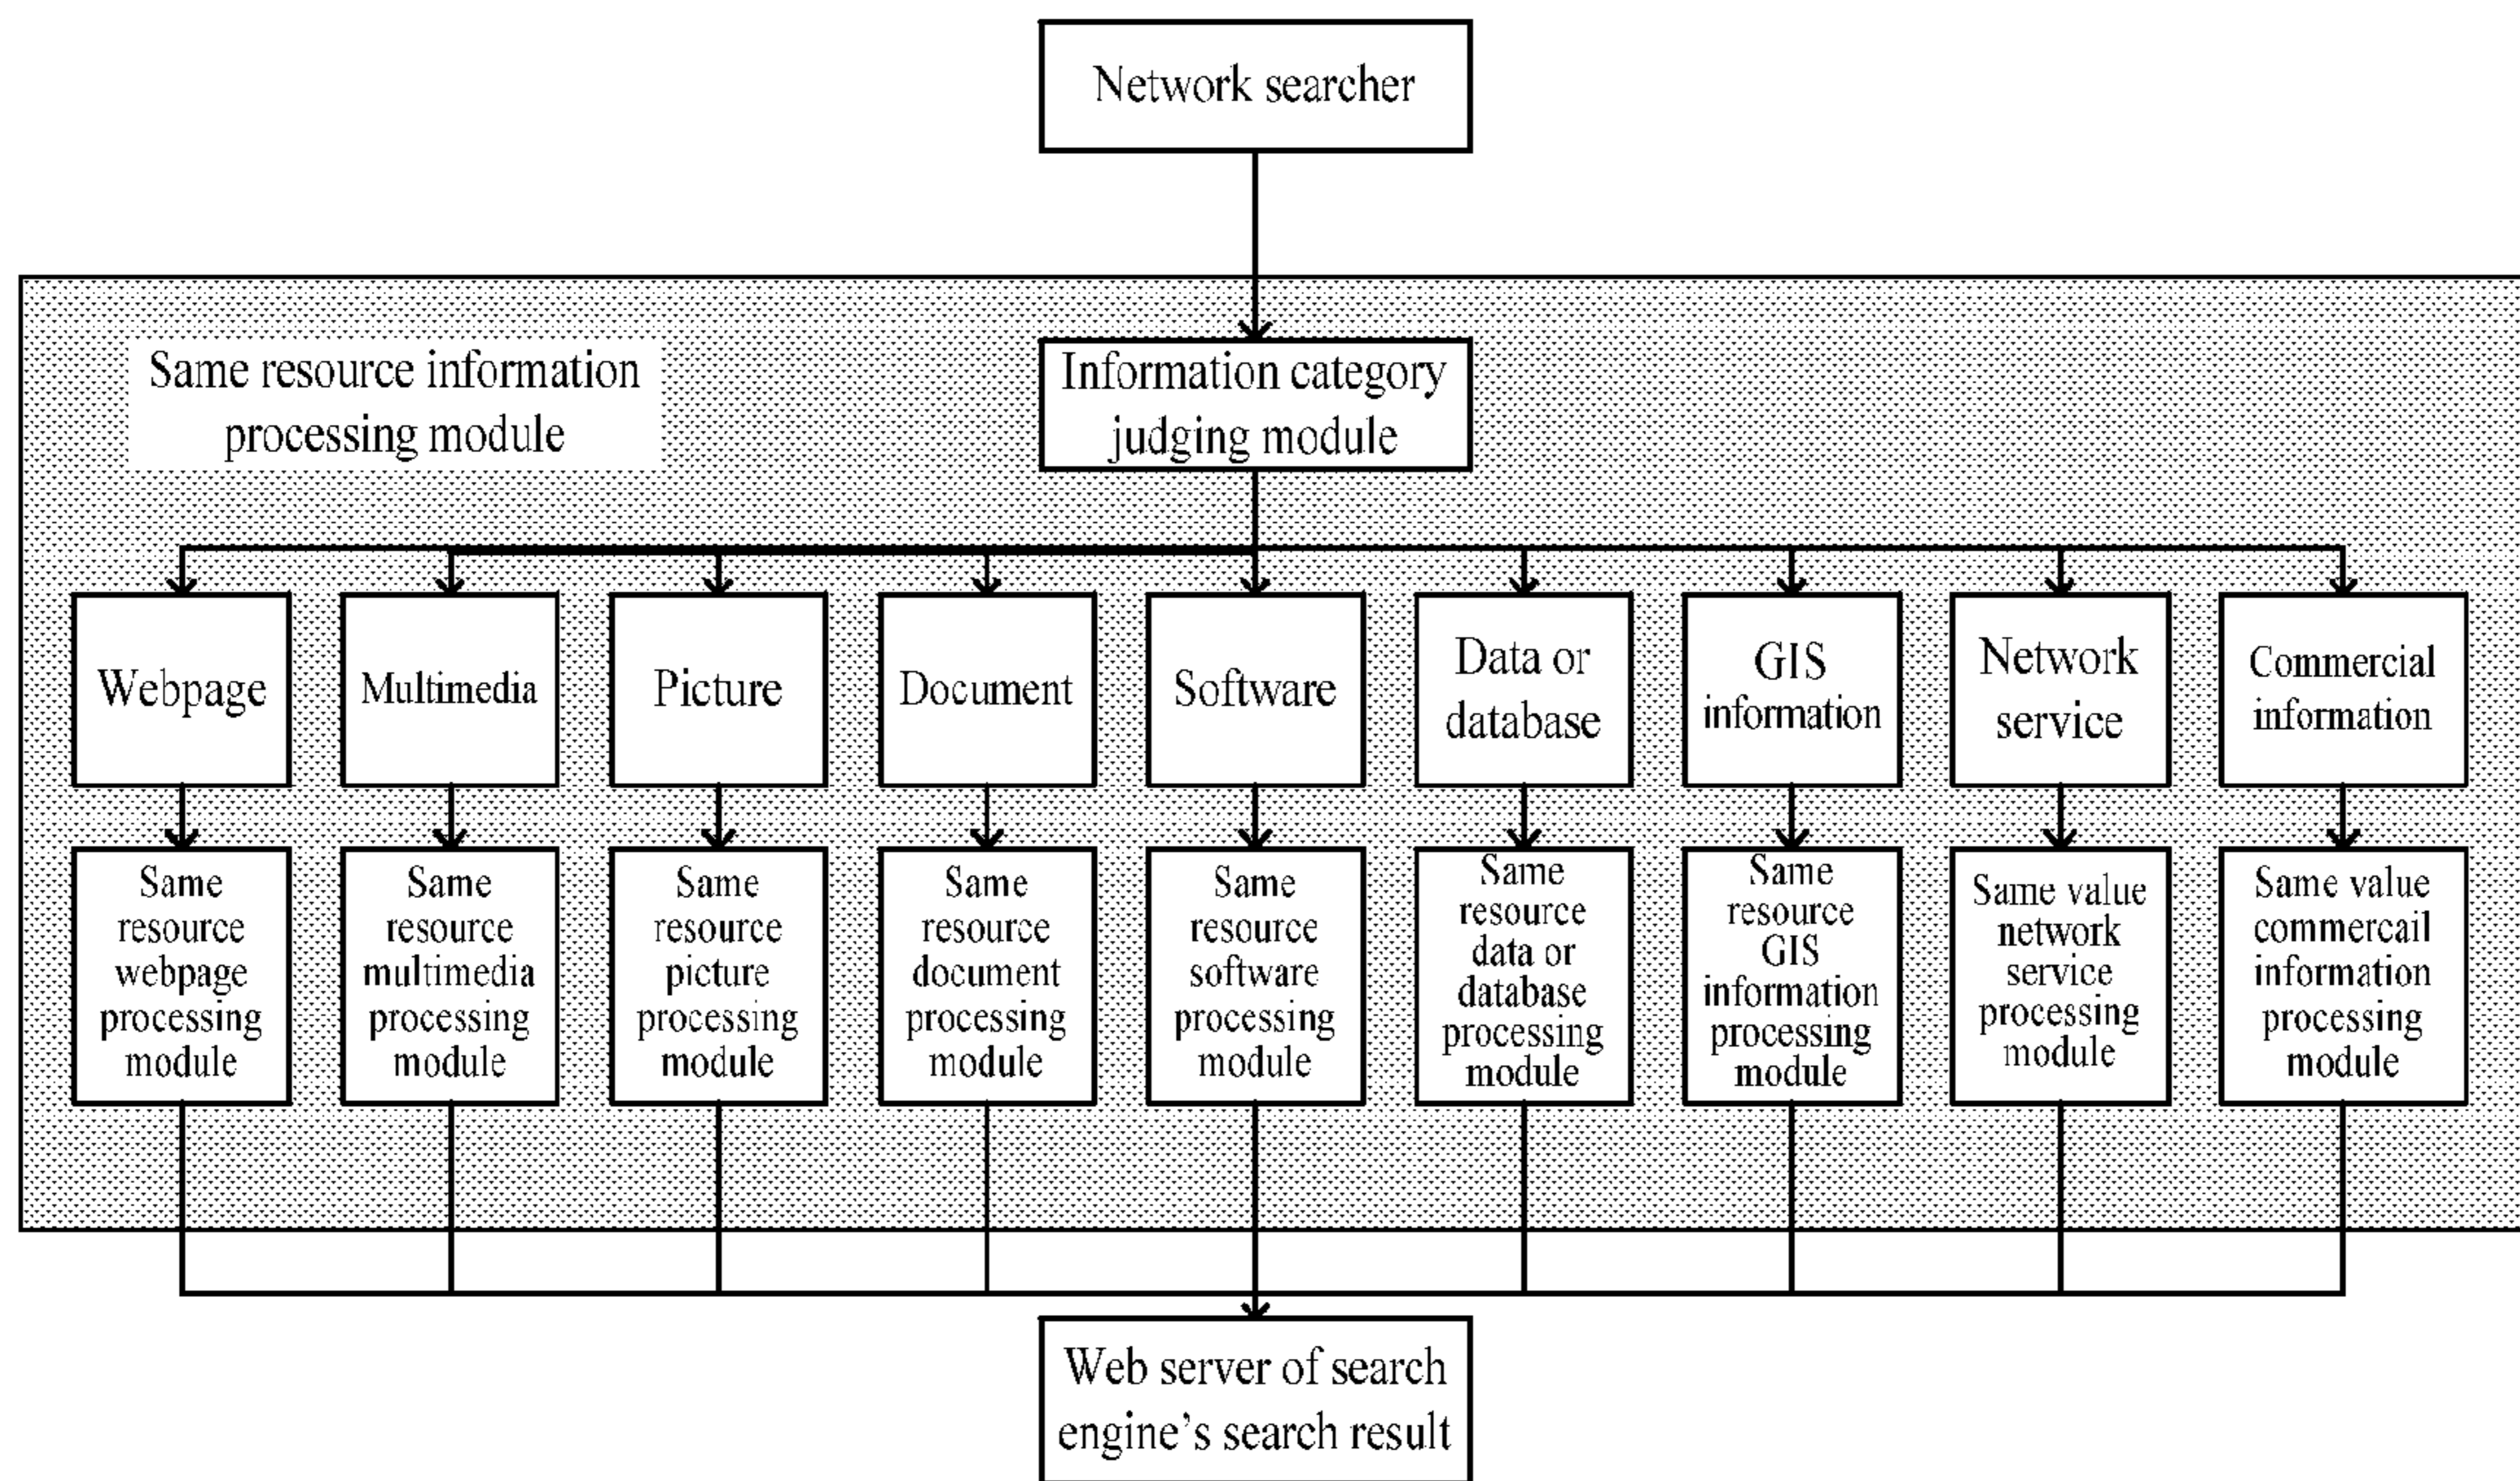 Network searcher
Same resource information
processing module
Information category
judging module
Webpage
Multimedia
Picture
Document
Software
Data or
database
GIS
information
Network
service
Commercial
information
Same
resource
webpage
processing
module
Same
resource
multimedia
processing
module
Same
resource
picture
processing
module
Same
resource
document
processing
module
Same
resource
software
processing
module
Same
resource
data or
database
processing
module
Same
resource
GIS
information
processing
module
Same value
network
service
processing
module
Same value
commercail
information
processing
module
Web server of search
engine’s search result